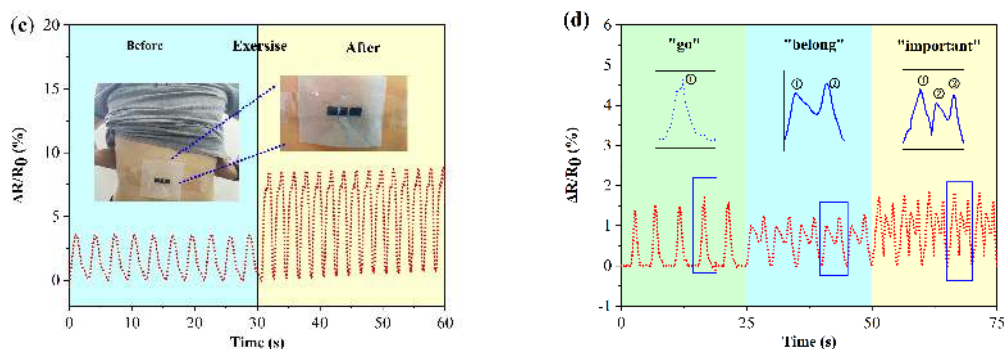 (c)
Before
Exersise
After
AR/R0 (%)
20
15
10
5
0
0
10
20
30
40
50
60
Time (s)
(d)
"go"
"belong"
"important"
①
① ②
① ② ③
ΔR/R0 (%)
6
5
4
3
2
1
0
-1
0
25
50
75
Time (s)